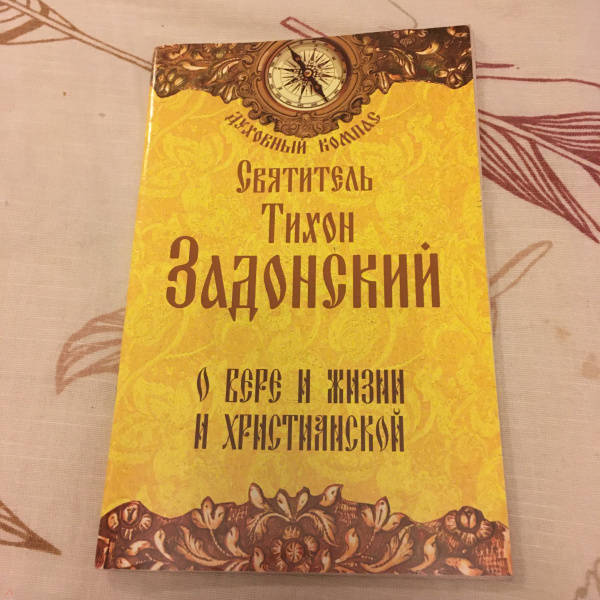 ДУХОВНЫЙ КОМПАС
СВЯТИТЕЛЬ
ТИХОН
ЗАДОНСКИЙ
О ВЕРЕ И ЖИЗНИ
И ХРИСТИАНСКОЙ